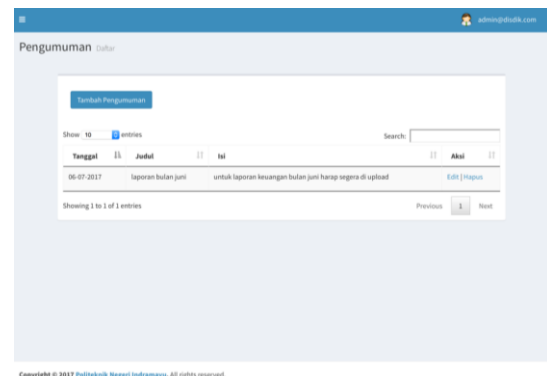 admin@disdik.com
Pengumuman Daftar
Tambah Pengumuman
Show 10 entries Search:
Tanggal Judul Isi Aksi
06-07-2017 laporan bulan juni untuk laporan keuangan bulan juni harap segera di upload Edit | Hapus
Showing 1 to 1 of 1 entries Previous 1 Next
Copyright © 2017 Politeknik Negeri Indramayu. All rights reserved.